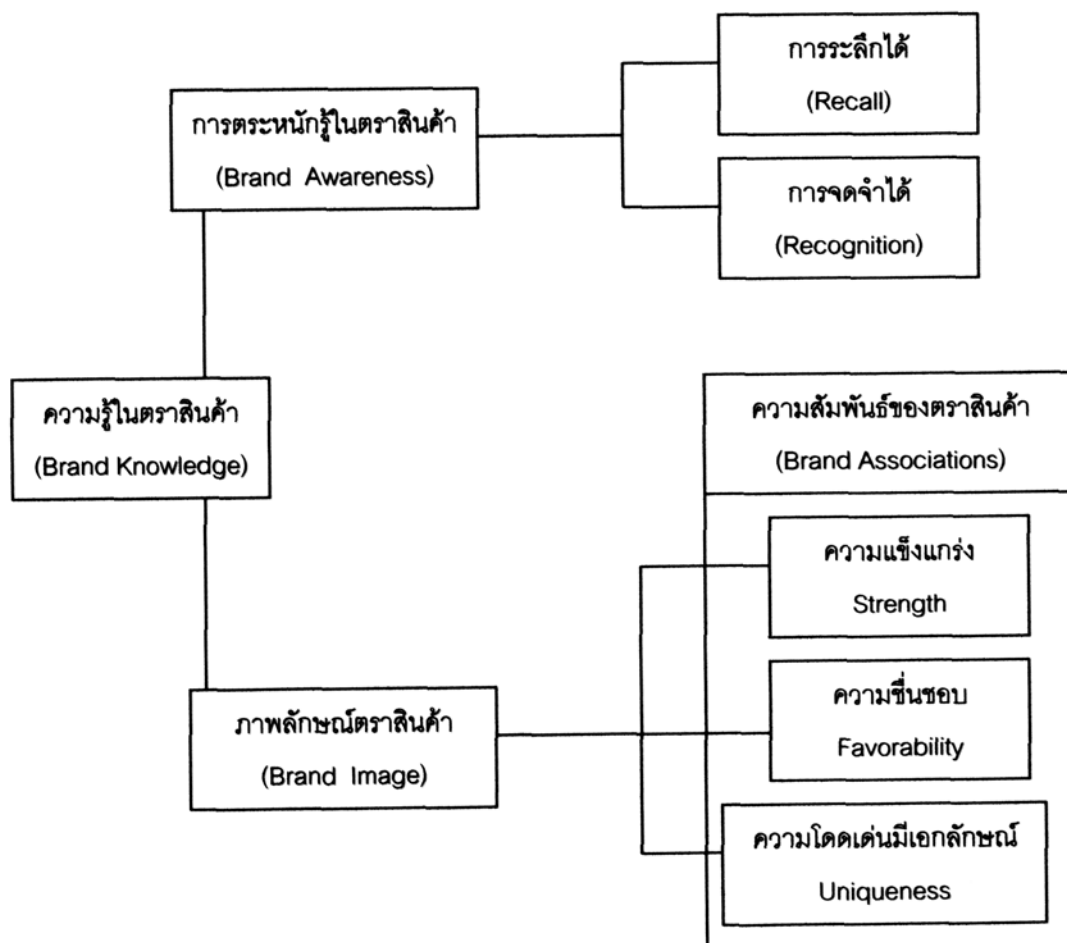 การระลึกได้
(Recall)
การตระหนักรู้ในตราสินค้า
(Brand Awareness)
การจดจำได้
(Recognition)
ความรู้ในตราสินค้า
(Brand Knowledge)
ความสัมพันธ์ของตราสินค้า
(Brand Associations)
ความแข็งแกร่ง
Strength
ภาพลักษณ์ตราสินค้า
(Brand Image)
ความชื่นชอบ
Favorability
ความโดดเด่นมีเอกลักษณ์
Uniqueness